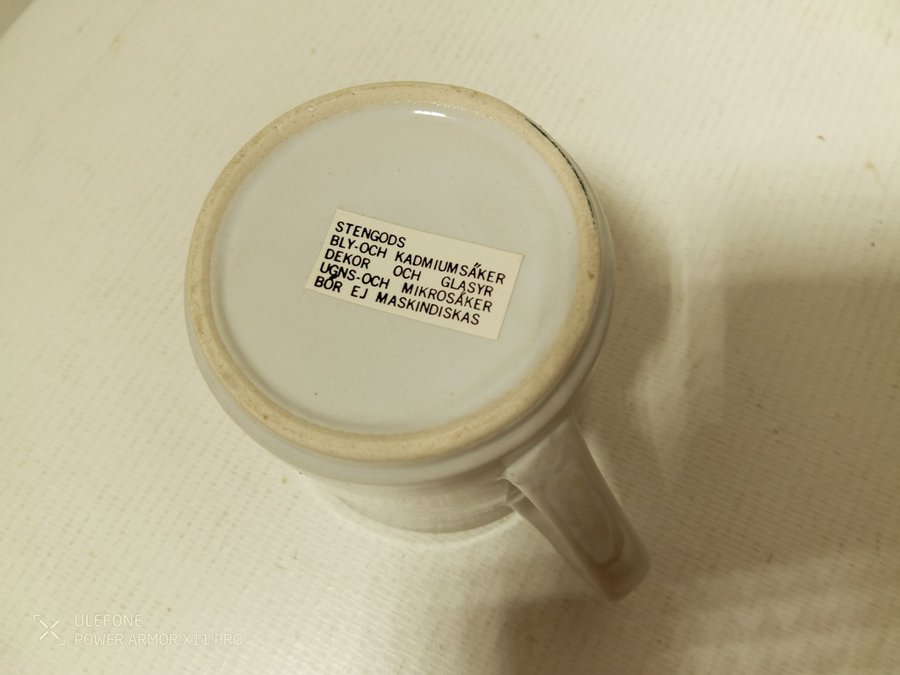 STENGODS
BLY-OCH KADMIUMSÄKER
DEKOR OCH GLASYR
UGNS-OCH MIKROSÄKER
BÖR EJ MASKINDISKAS
ULEFONE
POWER ARMOR X11 PRO